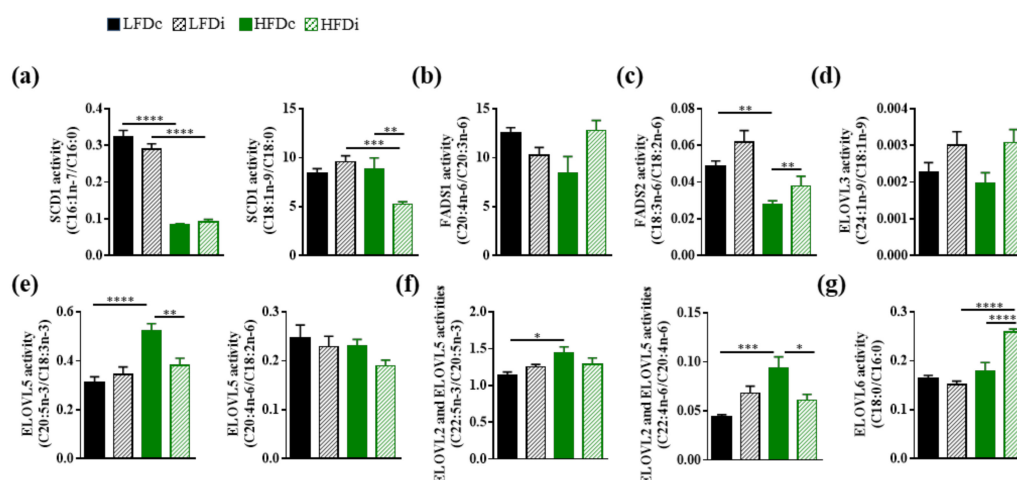 LFDc LFDi HFDc HFDi
(a) (b) (c) (d)
SCD1 activity
(C16:1n-7/C16:0)
0.4
0.3
0.2
0.1
0.0
**** ****
SCD1 activity
(C18:1n-9/C18:0)
15
10
5
0
*** **
FADS1 activity
(C20:4n-6/C20:3n-6)
15
10
5
0
FADS2 activity
(C18:3n-6/C18:2n-6)
0.08
0.06
0.04
0.02
0.00
** **
ELOVL3 activity
(C24:1n-9/C18:1n-9)
0.004
0.003
0.002
0.001
0.000
(e) (f) (g)
ELOVL5 activity
(C20:5n-3/C18:3n-3)
0.6
0.4
0.2
0.0
**** **
ELOVL5 activity
(C20:4n-6/C18:2n-6)
0.3
0.2
0.1
0.0
ELOVL2 and ELOVL5 activities
(C22:5n-3/C20:5n-3)
2.0
1.5
1.0
0.5
0.0
*
ELOVL2 and ELOVL5 activities
(C22:4n-6/C20:4n-6)
0.15
0.10
0.05
0.00
*** *
ELOVL6 activity
(C18:0/C16:0)
0.3
0.2
0.1
0.0
****
****